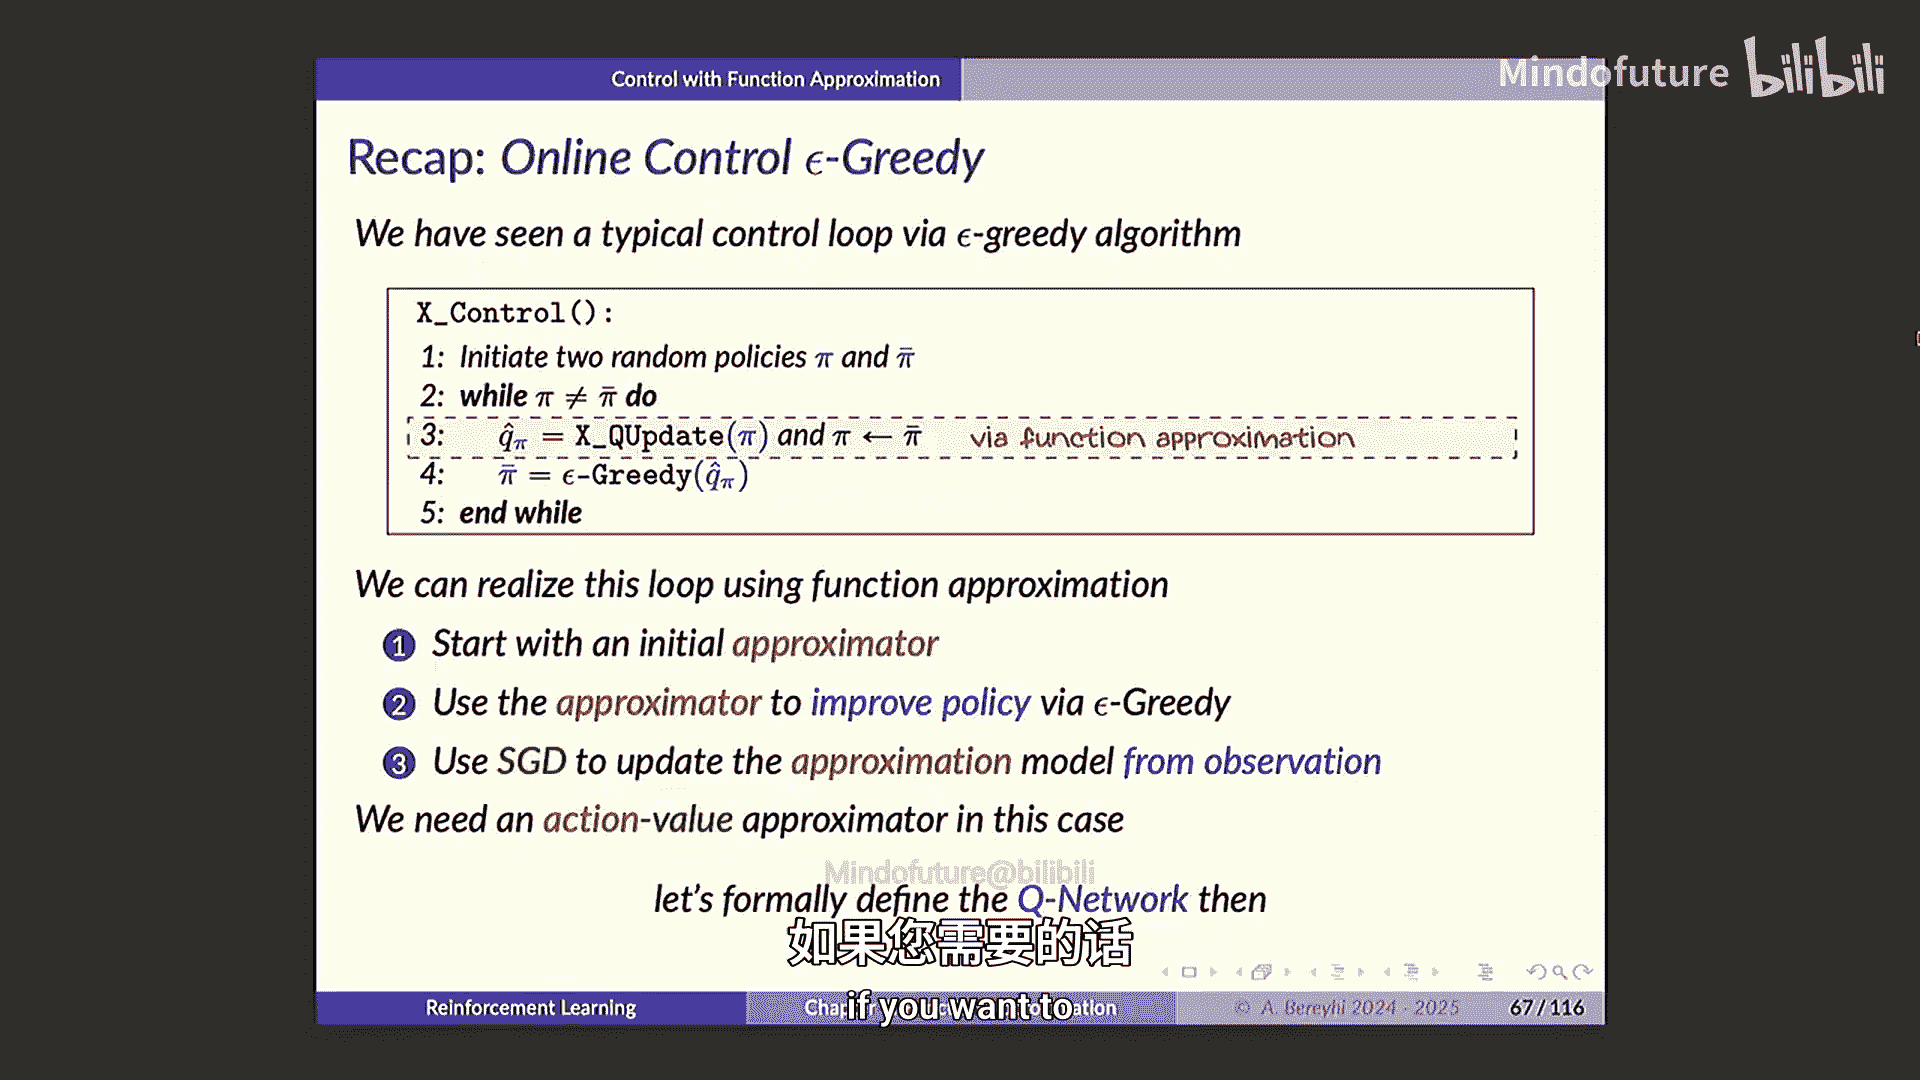 Control with Function Approximation
Mindofuture bilibili
Recap: Online Control ϵ-Greedy
We have seen a typical control loop via ϵ-greedy algorithm
X_Control():
1: Initiate two random policies π and π̄
2: while π ≠ π̄ do
3: q̂π = X_QUpdate(π) and π ← π̄ via function approximation
4: π̄ = ϵ-Greedy(q̂π)
5: end while
We can realize this loop using function approximation
1 Start with an initial approximator
2 Use the approximator to improve policy via ϵ-Greedy
3 Use SGD to update the approximation model from observation
We need an action-value approximator in this case
Mindofuture@bilibili
let's formally define the Q-Network then
如果您需要的话
if you want to
Reinforcement Learning
© A. Bereyhi 2024 - 2025
67 / 116